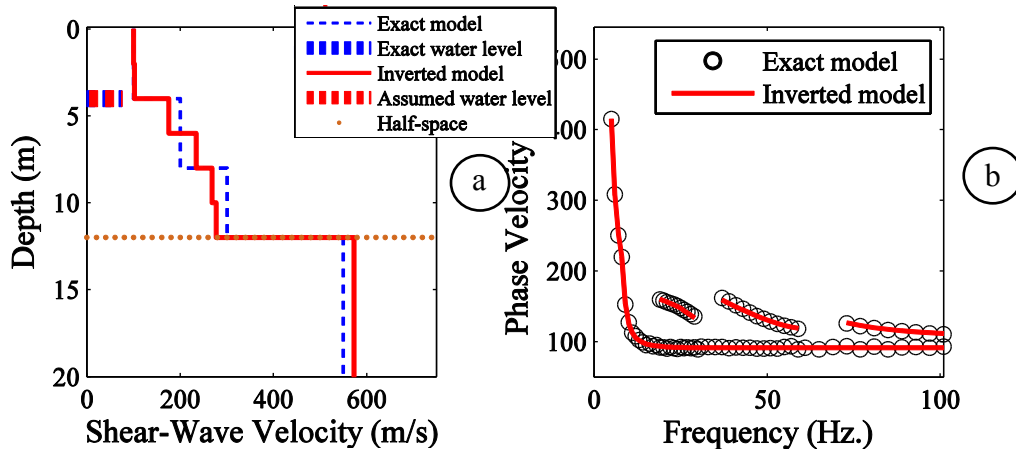 Exact model
Exact water level
Inverted model
Assumed water level
Half-space
a
0
5
10
15
20
0 200 400 600
Depth (m)
Shear-Wave Velocity (m/s)
Exact model
Inverted model
b
400
300
200
100
0 50 100
Phase Velocity
Frequency (Hz.)